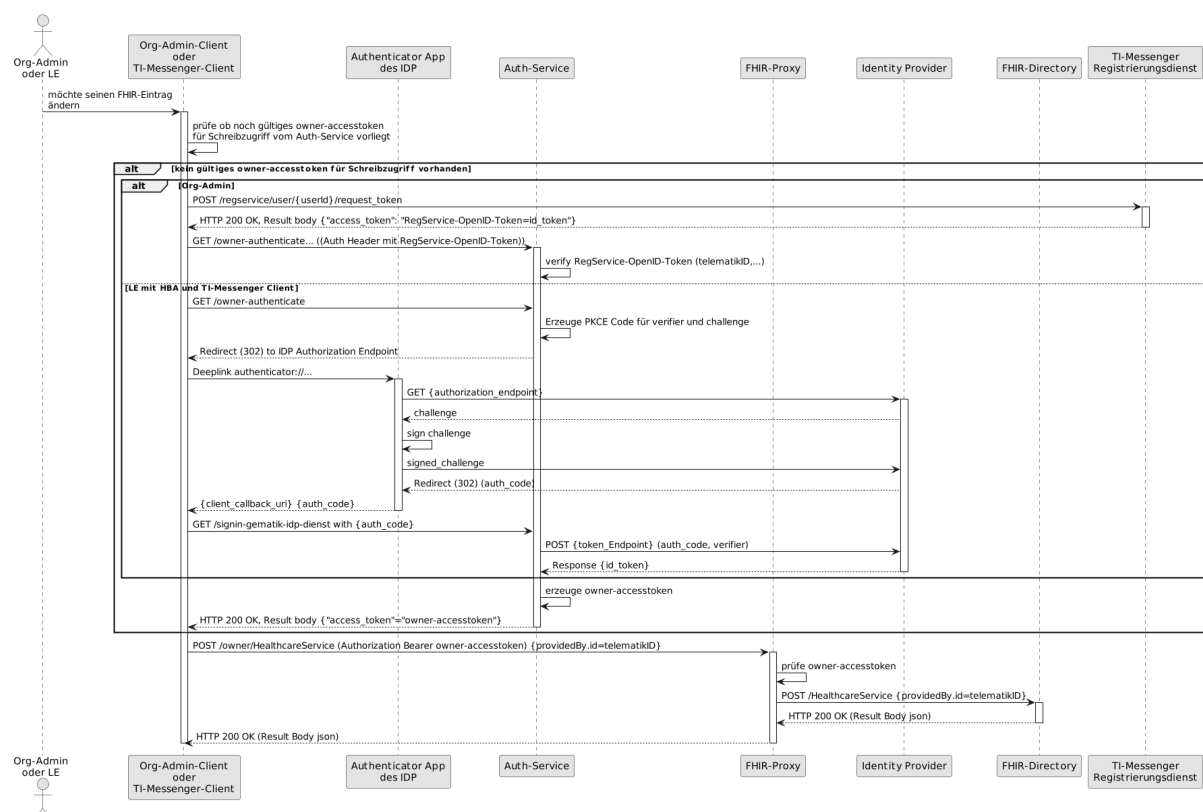 Org-Admin
oder LE
Org-Admin-Client
oder
TI-Messenger-Client
Authenticator App
des IDP
Auth-Service
FHIR-Proxy
Identity Provider
FHIR-Directory
TI-Messenger
Registrierungsdienst
möchte seinen FHIR-Eintrag
ändern
prüfe ob noch gültiges owner-accesstoken
für Schreibzugriff vom Auth-Service vorliegt
alt [kein gültiges owner-accesstoken für Schreibzugriff vorhanden]
alt [Org-Admin]
POST /regservice/user/{userId}/request_token
HTTP 200 OK, Result body {"access_token": "RegService-OpenID-Token=id_token"}
GET /owner-authenticate... ((Auth Header mit RegService-OpenID-Token))
verify RegService-OpenID-Token (telematikID,...)
[LE mit HBA und TI-Messenger Client]
GET /owner-authenticate
Erzeuge PKCE Code für verifier und challenge
Redirect (302) to IDP Authorization Endpoint
Deeplink authenticator://...
GET {authorization_endpoint}
challenge
sign challenge
signed_challenge
Redirect (302) (auth_code)
{client_callback_uri} {auth_code}
GET /signin-gematik-idp-dienst with {auth_code}
POST {token_Endpoint} (auth_code, verifier)
Response {id_token}
erzeuge owner-accesstoken
HTTP 200 OK, Result body {"access_token"="owner-accesstoken"}
POST /owner/HealthcareService (Authorization Bearer owner-accesstoken) {providedBy.id=telematikID}
prüfe owner-accesstoken
POST /HealthcareService {providedBy.id=telematikID}
HTTP 200 OK (Result Body json)
HTTP 200 OK (Result Body json)
Org-Admin
oder LE
Org-Admin-Client
oder
TI-Messenger-Client
Authenticator App
des IDP
Auth-Service
FHIR-Proxy
Identity Provider
FHIR-Directory
TI-Messenger
Registrierungsdienst